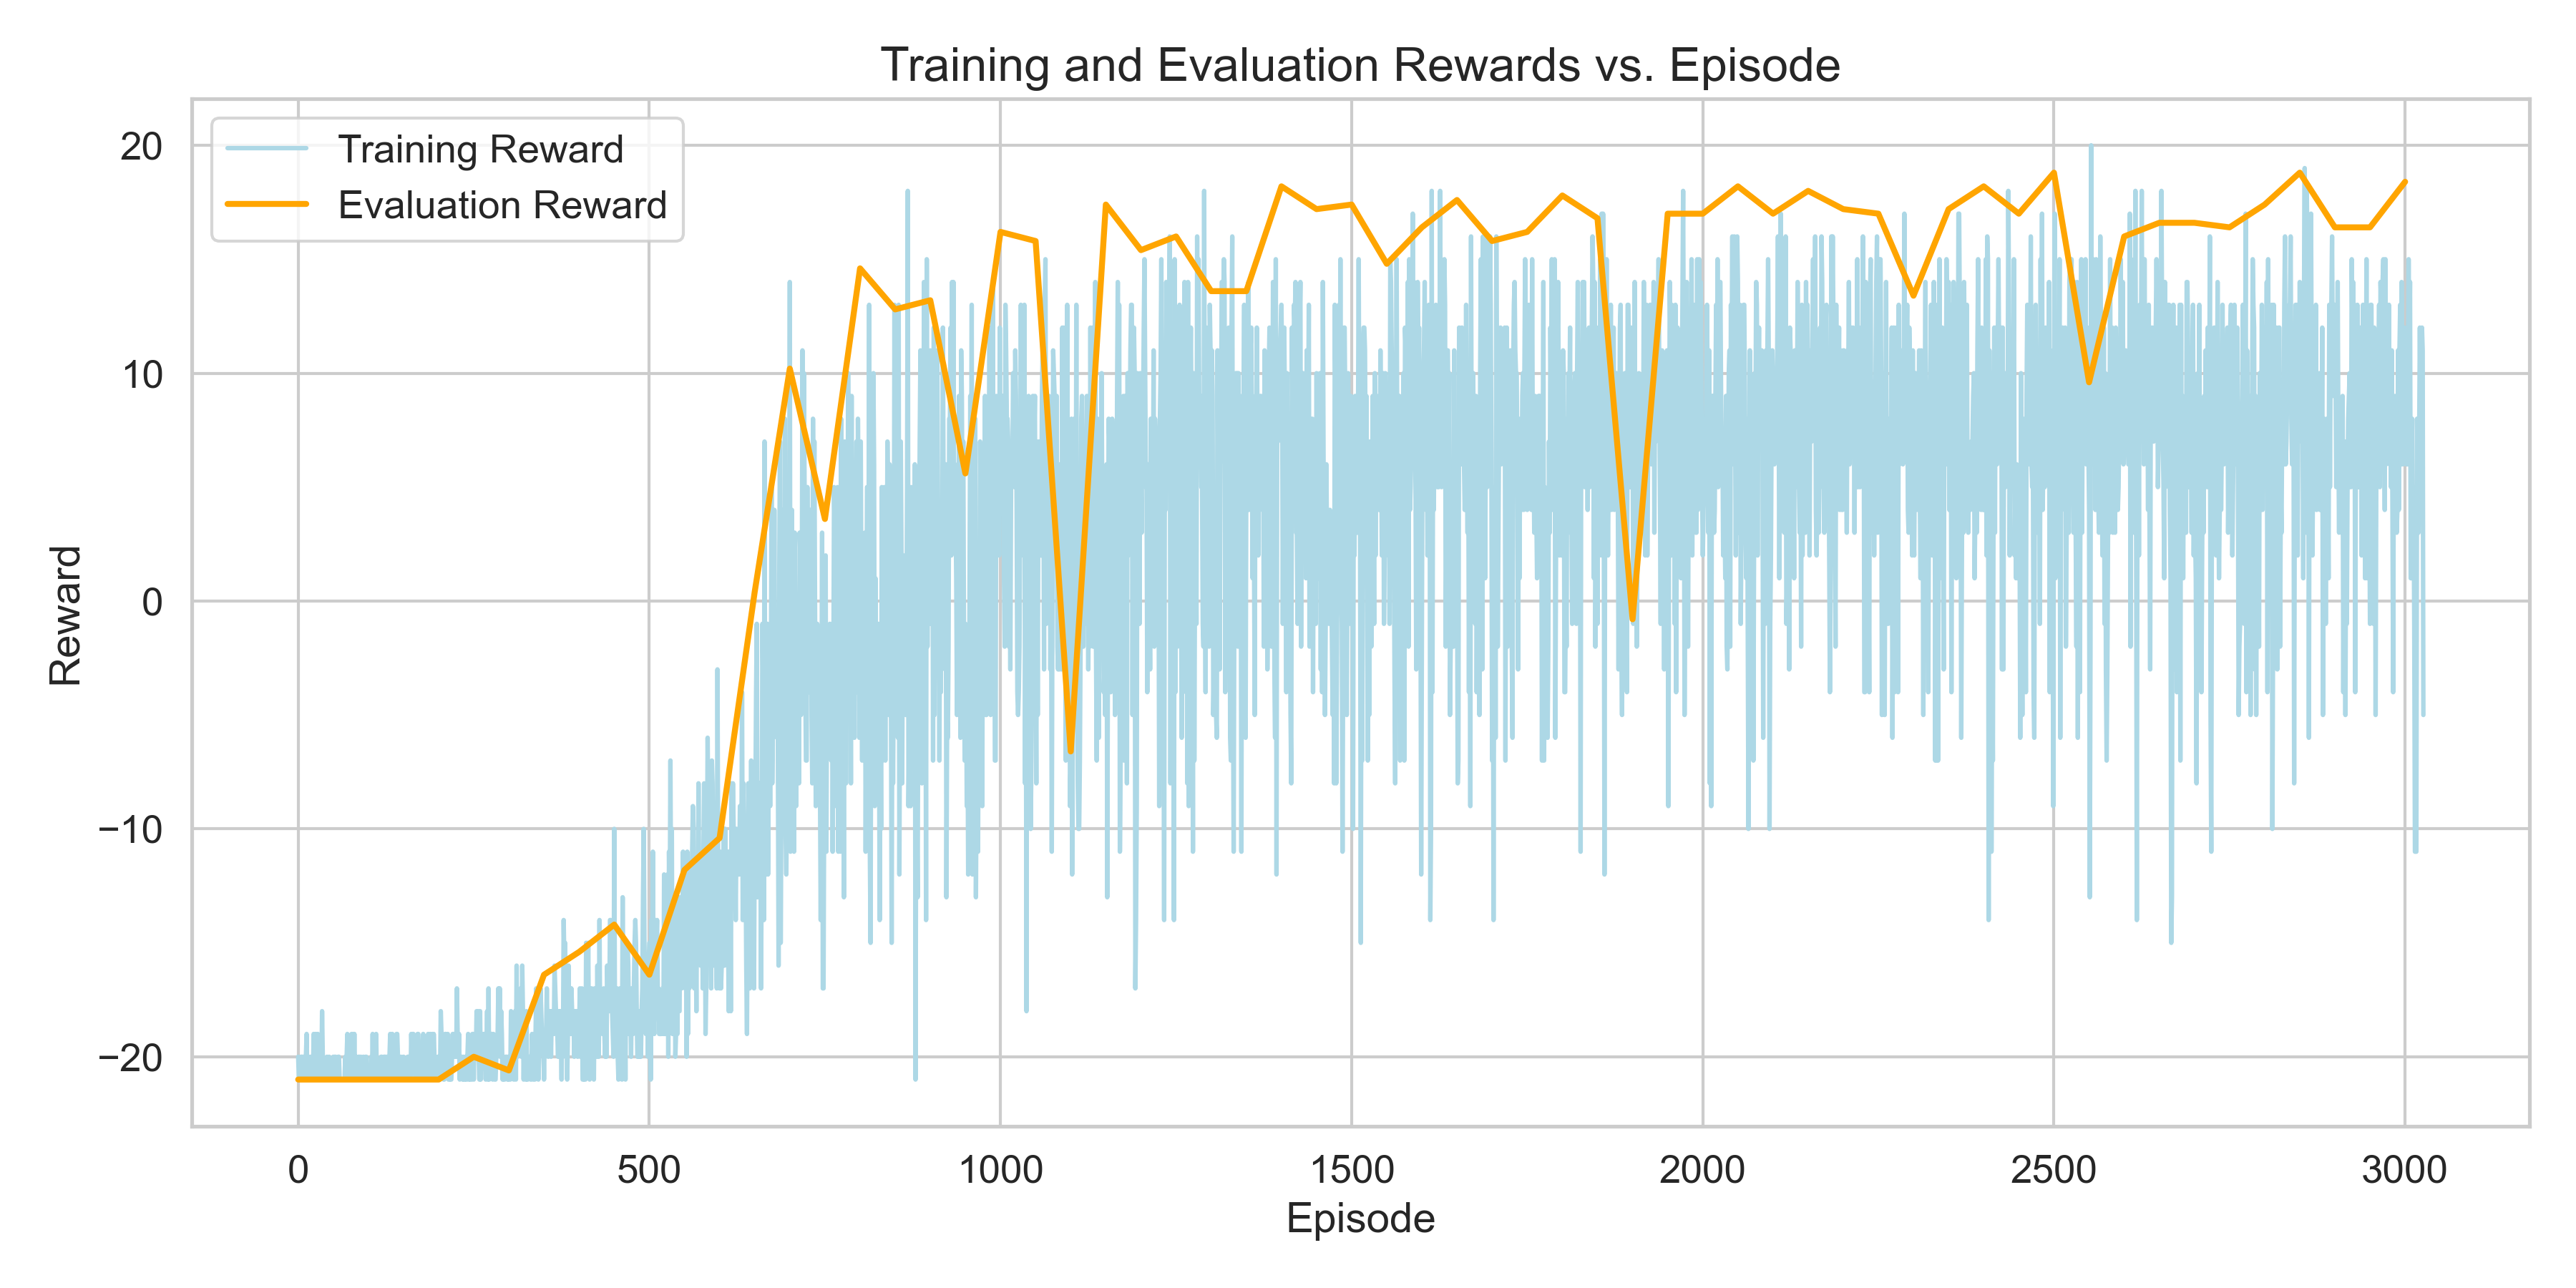 Training and Evaluation Rewards vs. Episode
Training Reward
Evaluation Reward
20
10
0
−10
−20
Reward
0 500 1000 1500 2000 2500 3000
Episode